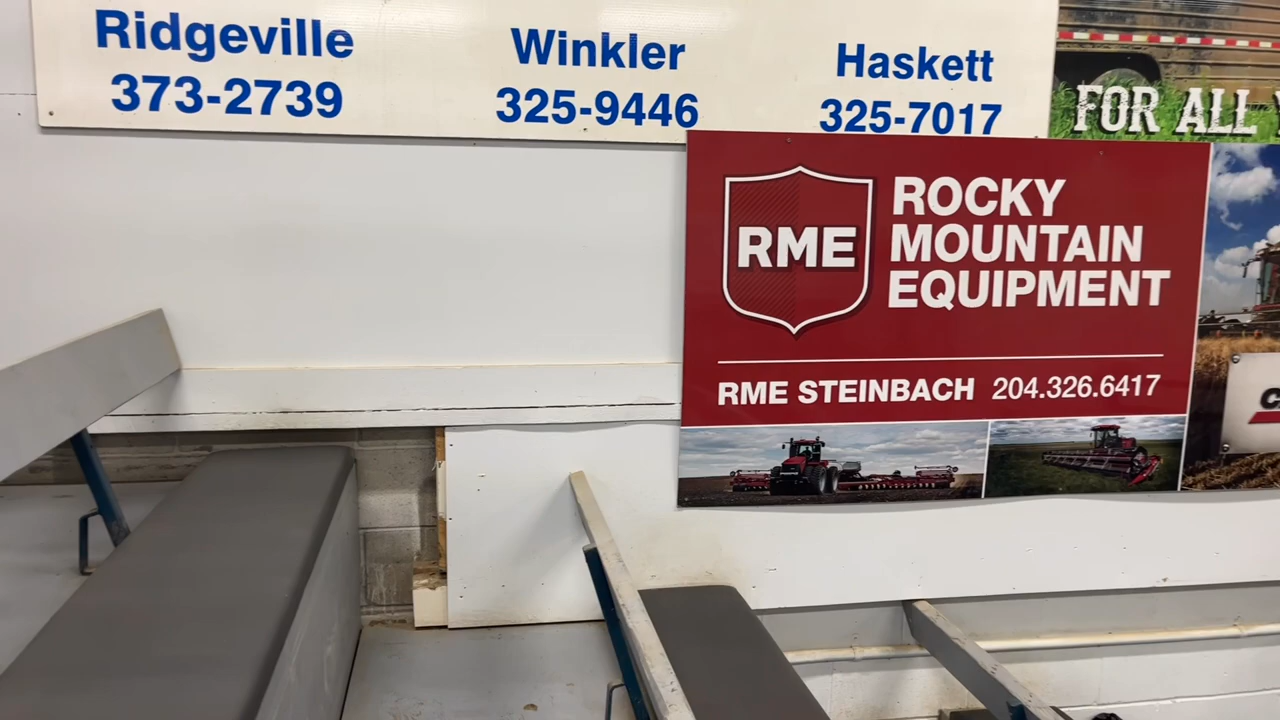 Ridgeville
373-2739
Winkler
325-9446
Haskett
325-7017
FOR ALL
RME
ROCKY
MOUNTAIN
EQUIPMENT
RME STEINBACH 204.326.6417